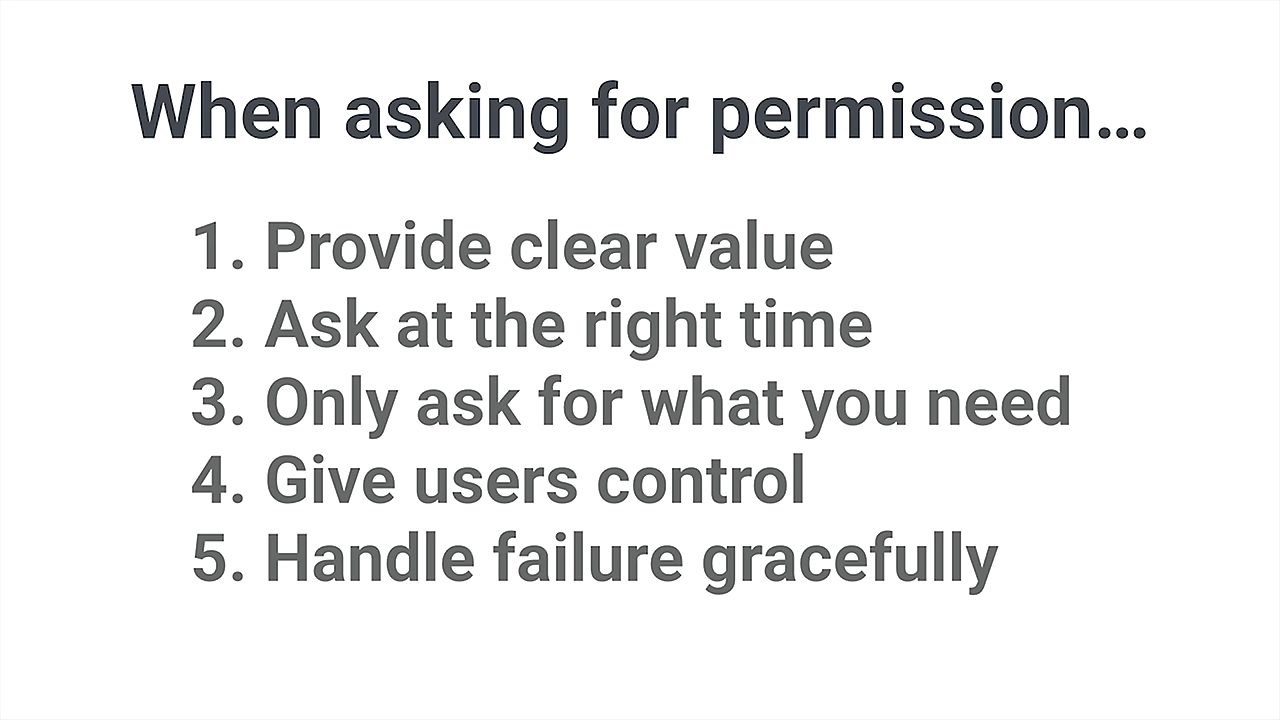 When asking for permission…
1. Provide clear value
2. Ask at the right time
3. Only ask for what you need
4. Give users control
5. Handle failure gracefully